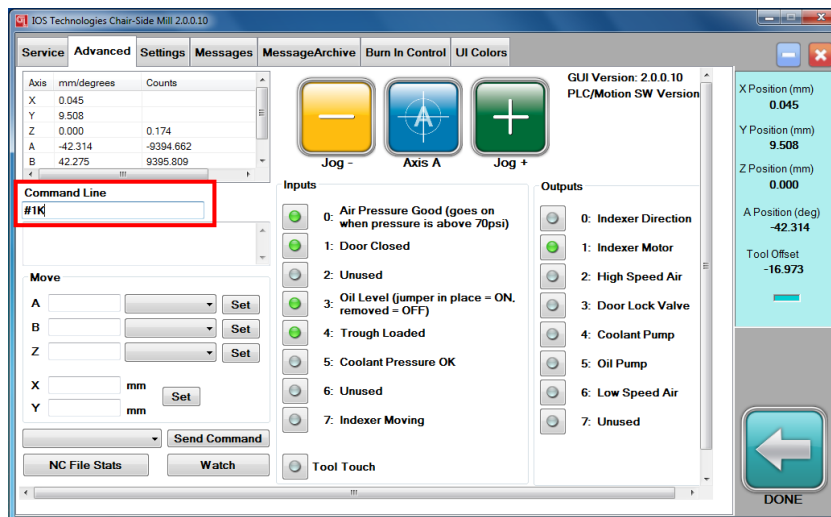 IOS Technologies Chair-Side Mill 2.0.0.10
Service Advanced Settings Messages MessageArchive Burn In Control UI Colors
Axis mm/degrees Counts
X 0.045
Y 9.508
Z 0.000 0.174
A -42.314 -9394.662
B 42.275 9395.809
Command Line
#1K
Move
A Set
B Set
Z Set
X mm
Set
Y mm
Send Command
NC File Stats Watch
Jog - Axis A Jog +
GUI Version: 2.0.0.10
PLC/Motion SW Version
Inputs
0: Air Pressure Good (goes on
when pressure is above 70psi)
1: Door Closed
2: Unused
3: Oil Level (jumper in place = ON,
removed = OFF)
4: Trough Loaded
5: Coolant Pressure OK
6: Unused
7: Indexer Moving
Tool Touch
Outputs
0: Indexer Direction
1: Indexer Motor
2: High Speed Air
3: Door Lock Valve
4: Coolant Pump
5: Oil Pump
6: Low Speed Air
7: Unused
X Position (mm)
0.045
Y Position (mm)
9.508
Z Position (mm)
0.000
A Position (deg)
-42.314
Tool Offset
-16.973
DONE